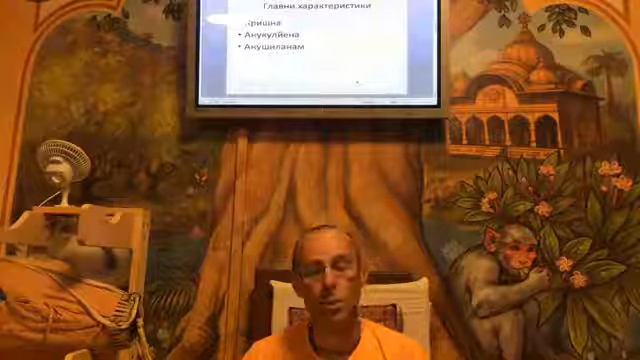 Главни характеристики
Кришна
• Анукулйена
• Анушиланам